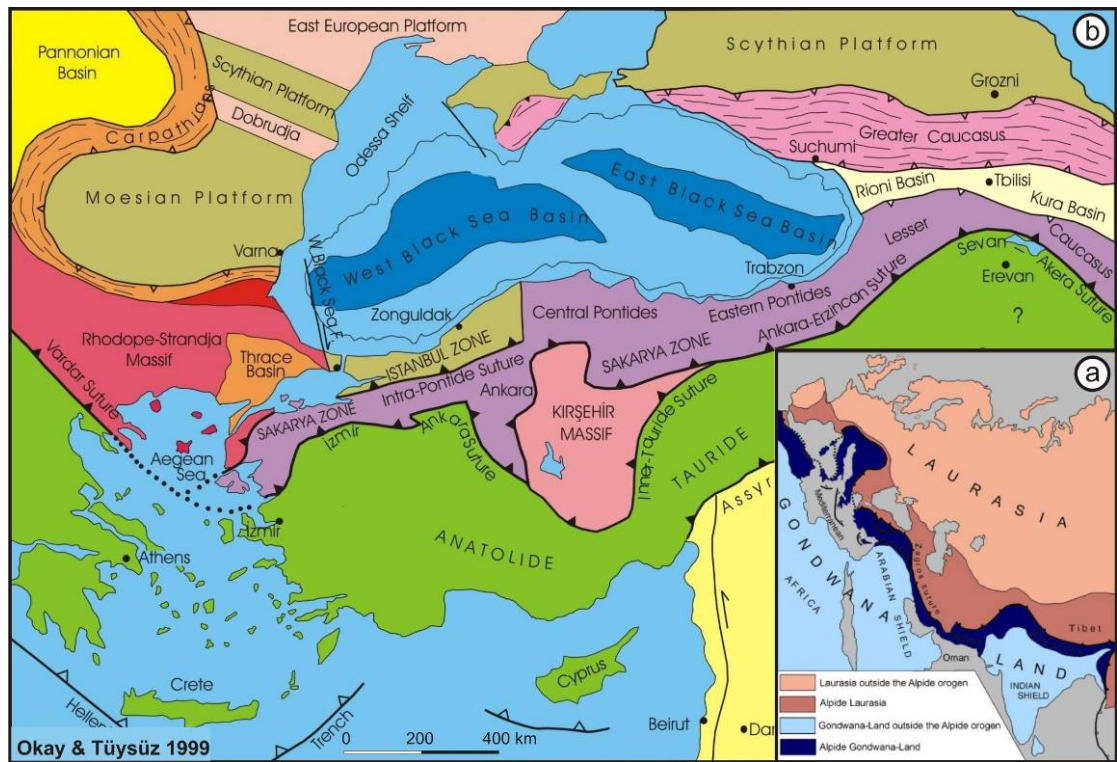 b
East European Platform
Pannonian
Basin
Scythian Platform
Scythian Platform
Grozni
Dobrudja
Carpathians
Odessa Shelf
Greater Caucasus
Suchumi
Moesian Platform
East Black Sea Basin
Rioni Basin
Tbilisi
Kura Basin
West Black Sea Basin
Varna
W. Black Sea F.
Lesser
Caucasus
Sevan
Akera Suture
Erevan
Trabzon
Zonguldak
Central Pontides
Eastern Pontides
Ankara-Erzincan Suture
?
Rhodope-Strandja
Massif
Thrace
Basin
ISTANBUL ZONE
SAKARYA ZONE
Vardar Suture
Intra-Pontide Suture
Ankara
SAKARYA ZONE
KIRŞEHİR
MASSIF
İzmir
Ankara Suture
Inner-Tauride Suture
TAURIDE
Aegean
Sea
İzmir
Assyr
ANATOLIDE
Athens
Crete
Cyprus
Hellen
Trench
Beirut
Dar
Okay & Tüysüz 1999
0 200 400 km
a
LAURASIA
GONDWANA
Mediterranean
AFRICA
ARABIAN
SHIELD
Zagros suture
Oman
Tibet
LAND
INDIAN
SHIELD
Laurasia outside the Alpide orogen
Alpide Laurasia
Gondwana-Land outside the Alpide orogen
Alpide Gondwana-Land